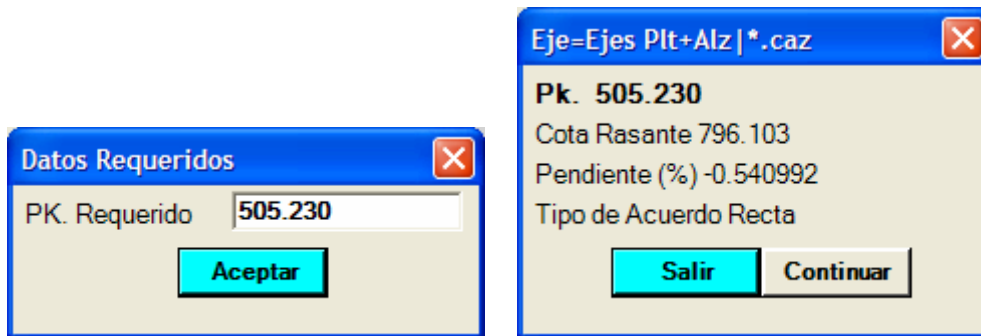 Datos Requeridos
PK. Requerido 505.230
Aceptar
Eje=Ejes Plt+Alz|*.caz
Pk. 505.230
Cota Rasante 796.103
Pendiente (%) -0.540992
Tipo de Acuerdo Recta
Salir Continuar